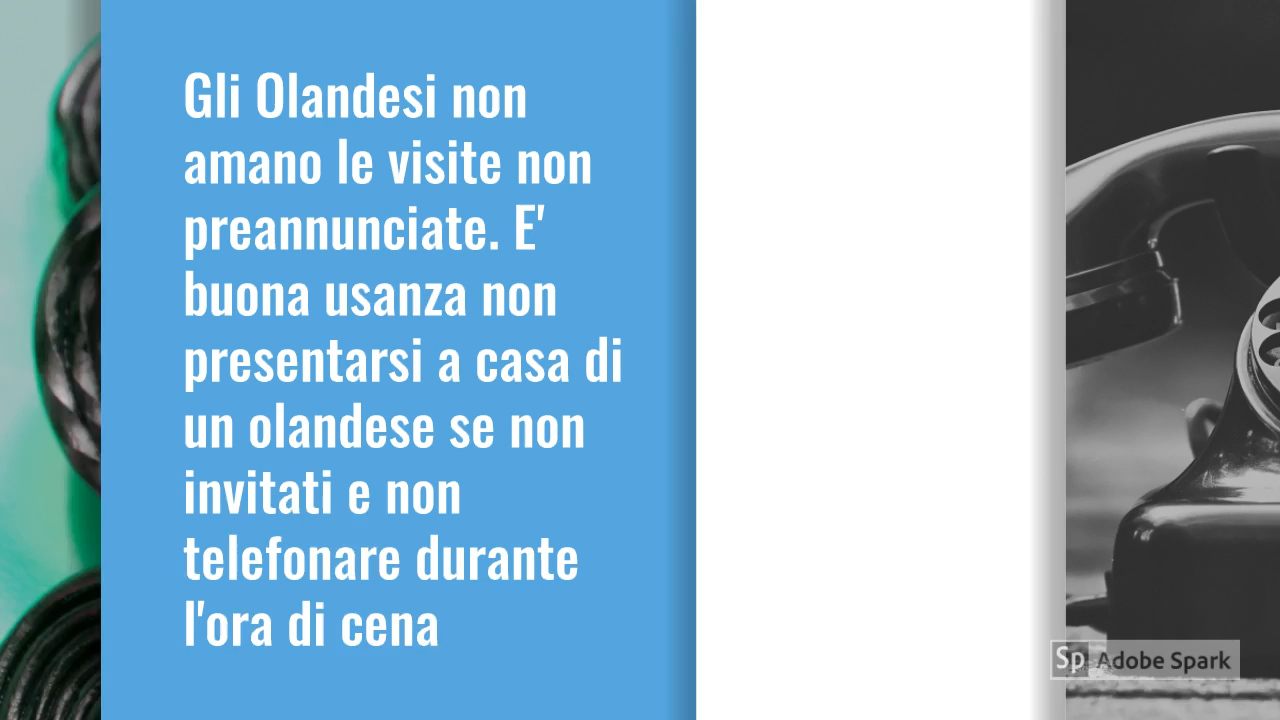 Gli Olandesi non
amano le visite non
preannunciate. E'
buona usanza non
presentarsi a casa di
un olandese se non
invitati e non
telefonare durante
l'ora di cena
Sp Adobe Spark